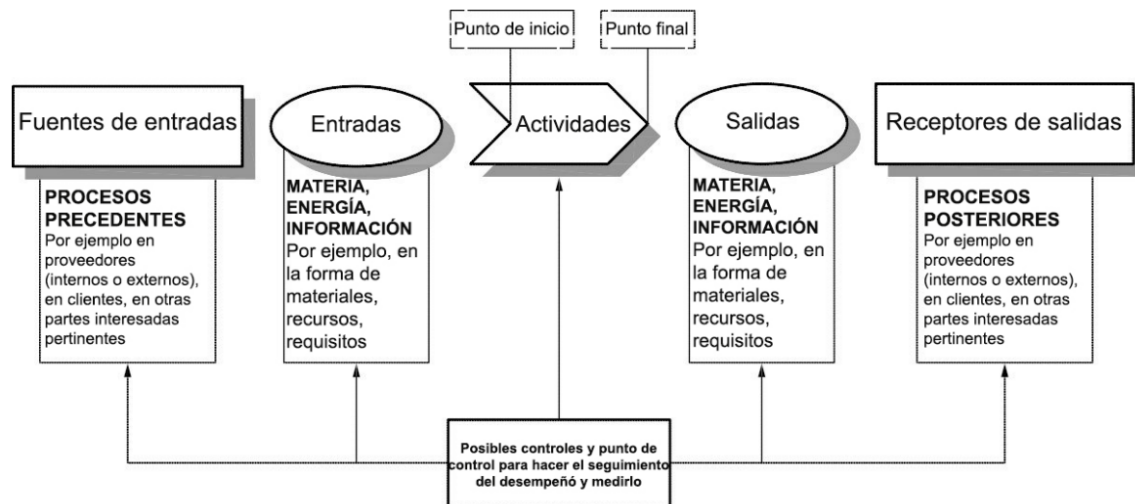 Punto de inicio
Punto final
Fuentes de entradas
Entradas
Actividades
Salidas
Receptores de salidas
PROCESOS
PRECEDENTES
Por ejemplo en
proveedores
(internos o externos),
en clientes, en otras
partes interesadas
pertinentes
MATERIA,
ENERGÍA,
INFORMACIÓN
Por ejemplo, en
la forma de
materiales,
recursos,
requisitos
MATERIA,
ENERGÍA,
INFORMACIÓN
Por ejemplo, en
la forma de
materiales,
recursos,
requisitos
PROCESOS
POSTERIORES
Por ejemplo en
proveedores
(internos o externos),
en clientes, en otras
partes interesadas
pertinentes
Posibles controles y punto de
control para hacer el seguimiento
del desempeñó y medirlo